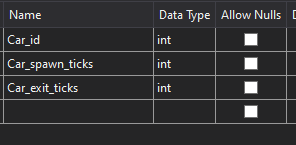 Name Data Type Allow Nulls D
Car_id int
Car_spawn_ticks int
Car_exit_ticks int